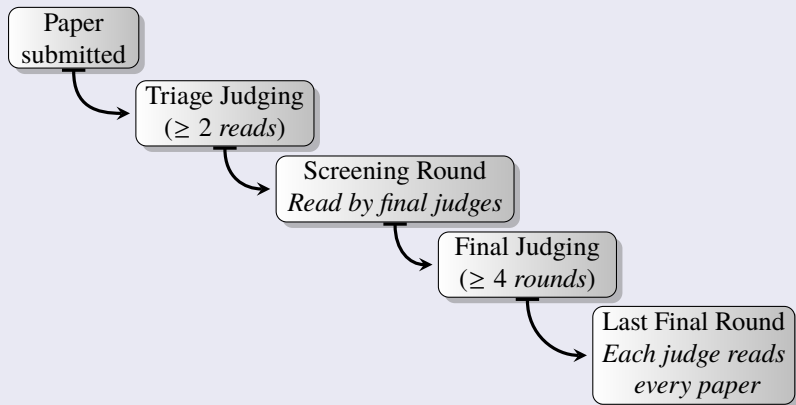 Paper
submitted
Triage Judging
(≥ 2 reads)
Screening Round
Read by final judges
Final Judging
(≥ 4 rounds)
Last Final Round
Each judge reads
every paper